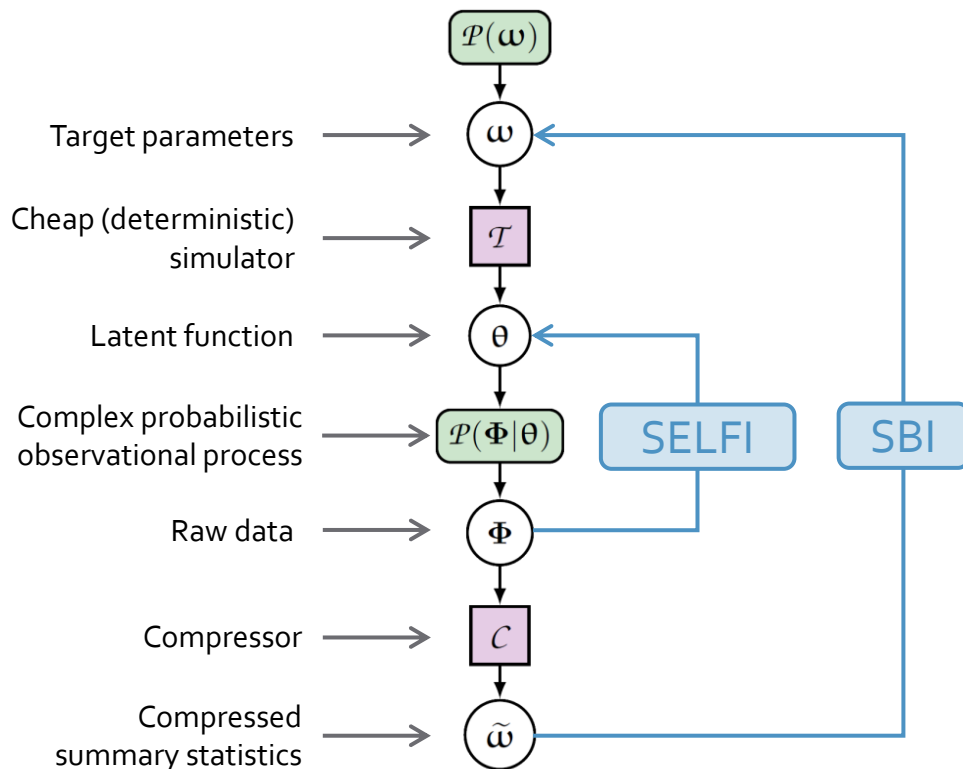 𝒫(ω)
Target parameters
ω
Cheap (deterministic)
simulator
𝒯
Latent function
θ
Complex probabilistic
observational process
𝒫(Φ|θ)
SELFI
SBI
Raw data
Φ
Compressor
𝒞
Compressed
summary statistics
ω̃